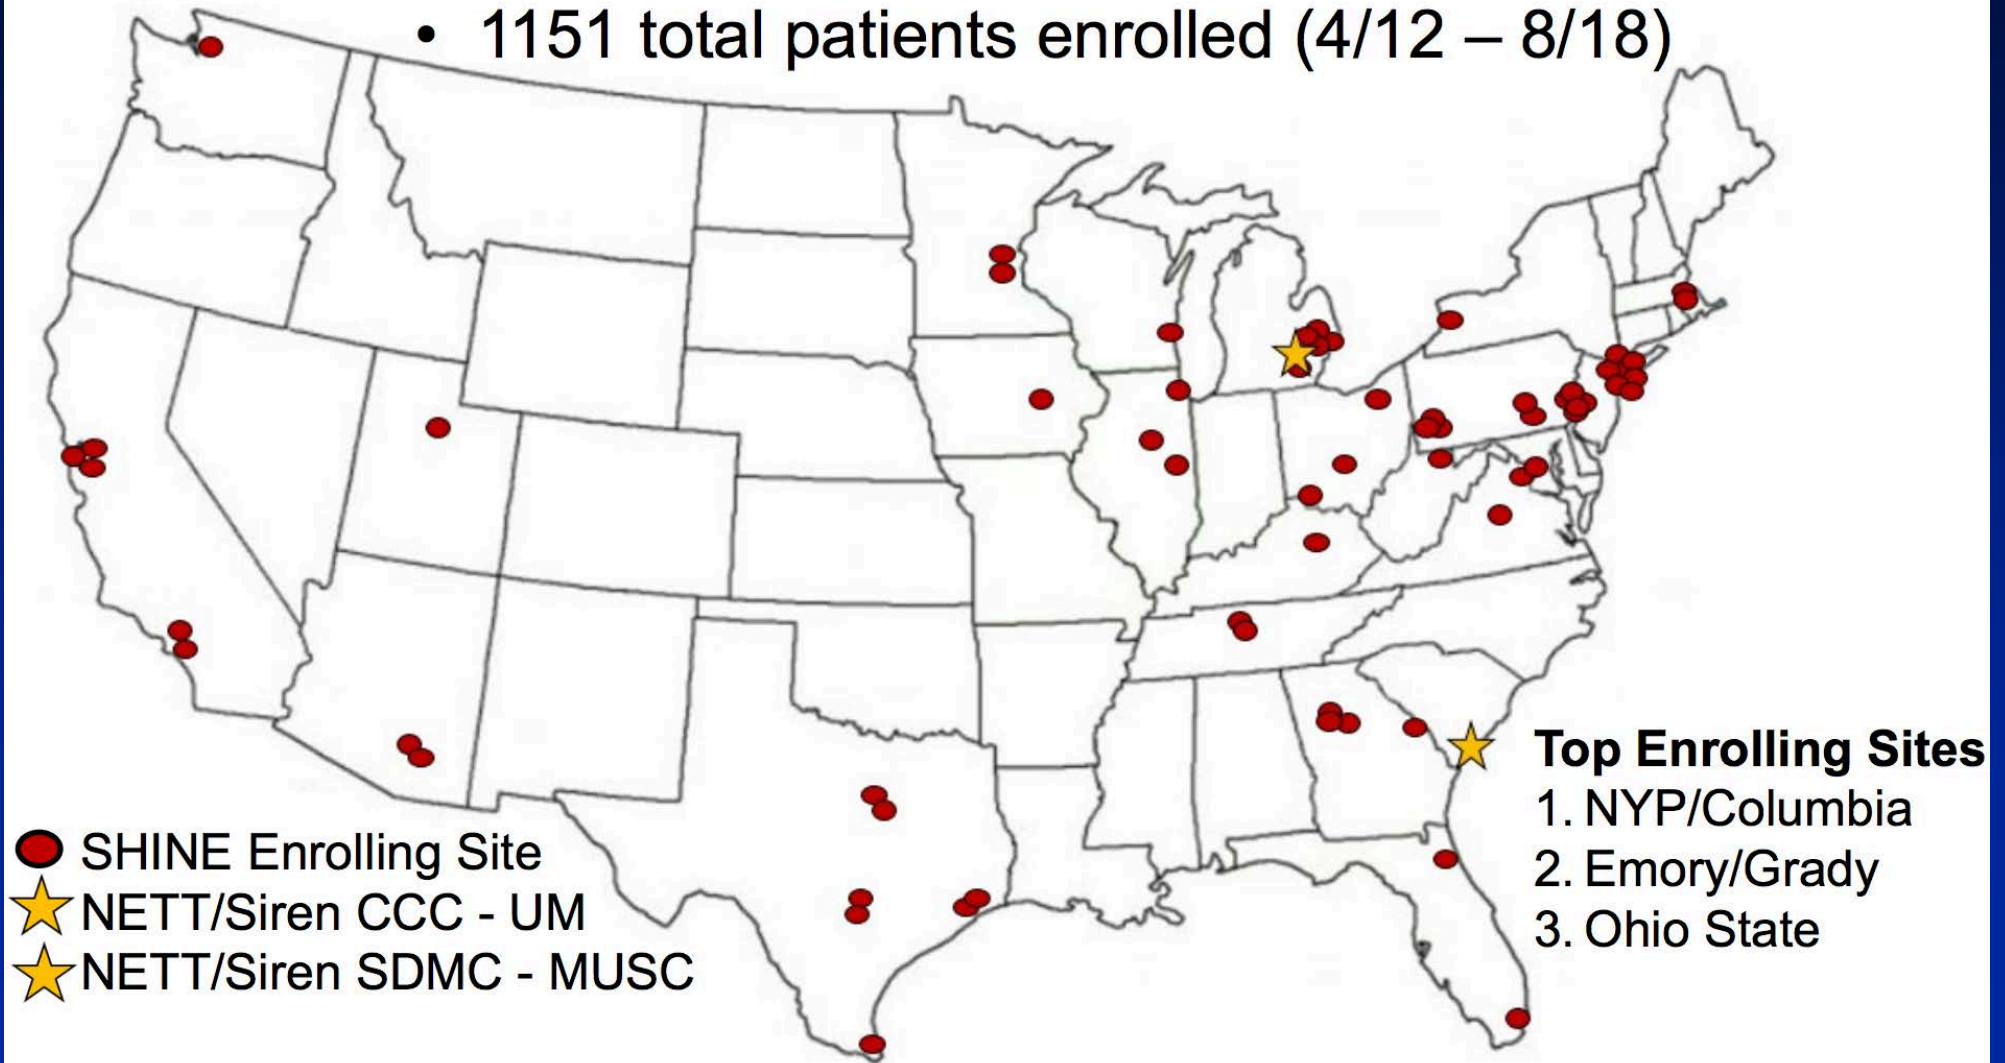 • 1151 total patients enrolled (4/12 – 8/18)
SHINE Enrolling Site
NETT/Siren CCC - UM
NETT/Siren SDMC - MUSC
Top Enrolling Sites
1. NYP/Columbia
2. Emory/Grady
3. Ohio State